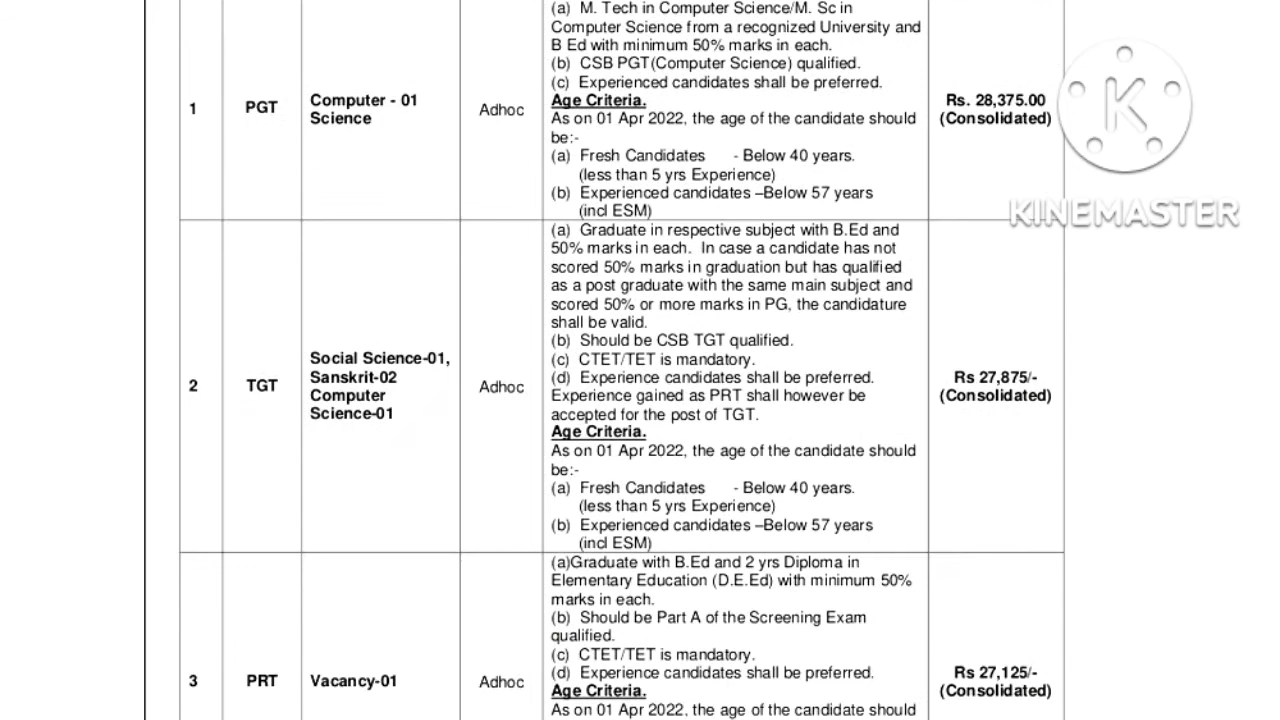 (a) M. Tech in Computer Science/M. Sc in
Computer Science from a recognized University and
B Ed with minimum 50% marks in each.
(b) CSB PGT(Computer Science) qualified.
(c) Experienced candidates shall be preferred.
1
PGT
Computer - 01
Science
Adhoc
Age Criteria.
As on 01 Apr 2022, the age of the candidate should
be:-
(a) Fresh Candidates - Below 40 years.
(less than 5 yrs Experience)
(b) Experienced candidates –Below 57 years
(incl ESM)
Rs. 28,375.00
(Consolidated)
K
KINEMASTER
(a) Graduate in respective subject with B.Ed and
50% marks in each. In case a candidate has not
scored 50% marks in graduation but has qualified
as a post graduate with the same main subject and
scored 50% or more marks in PG, the candidature
shall be valid.
(b) Should be CSB TGT qualified.
(c) CTET/TET is mandatory.
(d) Experience candidates shall be preferred.
Experience gained as PRT shall however be
accepted for the post of TGT.
2
TGT
Social Science-01,
Sanskrit-02
Computer
Science-01
Adhoc
Age Criteria.
As on 01 Apr 2022, the age of the candidate should
be:-
(a) Fresh Candidates - Below 40 years.
(less than 5 yrs Experience)
(b) Experienced candidates –Below 57 years
(incl ESM)
Rs 27,875/-
(Consolidated)
(a)Graduate with B.Ed and 2 yrs Diploma in
Elementary Education (D.E.Ed) with minimum 50%
marks in each.
(b) Should be Part A of the Screening Exam
qualified.
(c) CTET/TET is mandatory.
(d) Experience candidates shall be preferred.
3
PRT
Vacancy-01
Adhoc
Age Criteria.
As on 01 Apr 2022, the age of the candidate should
Rs 27,125/-
(Consolidated)